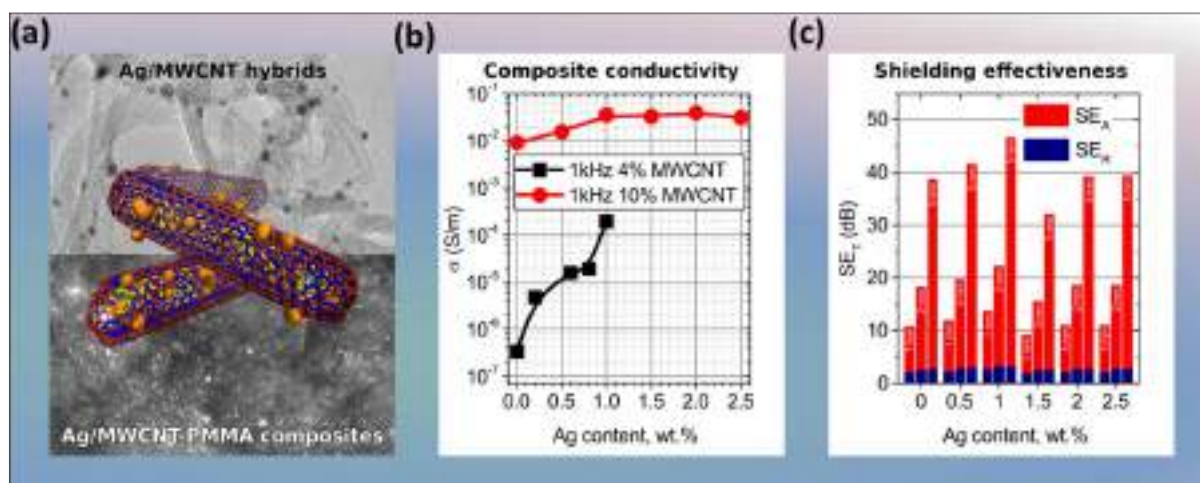 (a)
Ag/MWCNT hybrids
Ag/MWCNT-PMMA composites
(b)
Composite conductivity
10⁻¹
10⁻²
10⁻³
10⁻⁴
10⁻⁵
10⁻⁶
10⁻⁷
σ (S/m)
1kHz 4% MWCNT
1kHz 10% MWCNT
0.0 0.5 1.0 1.5 2.0 2.5
Ag content, wt.%
(c)
Shielding effectiveness
50
40
30
20
10
0
SE_T (dB)
SE_A
SE_R
0 0.5 1 1.5 2 2.5
Ag content, wt.%